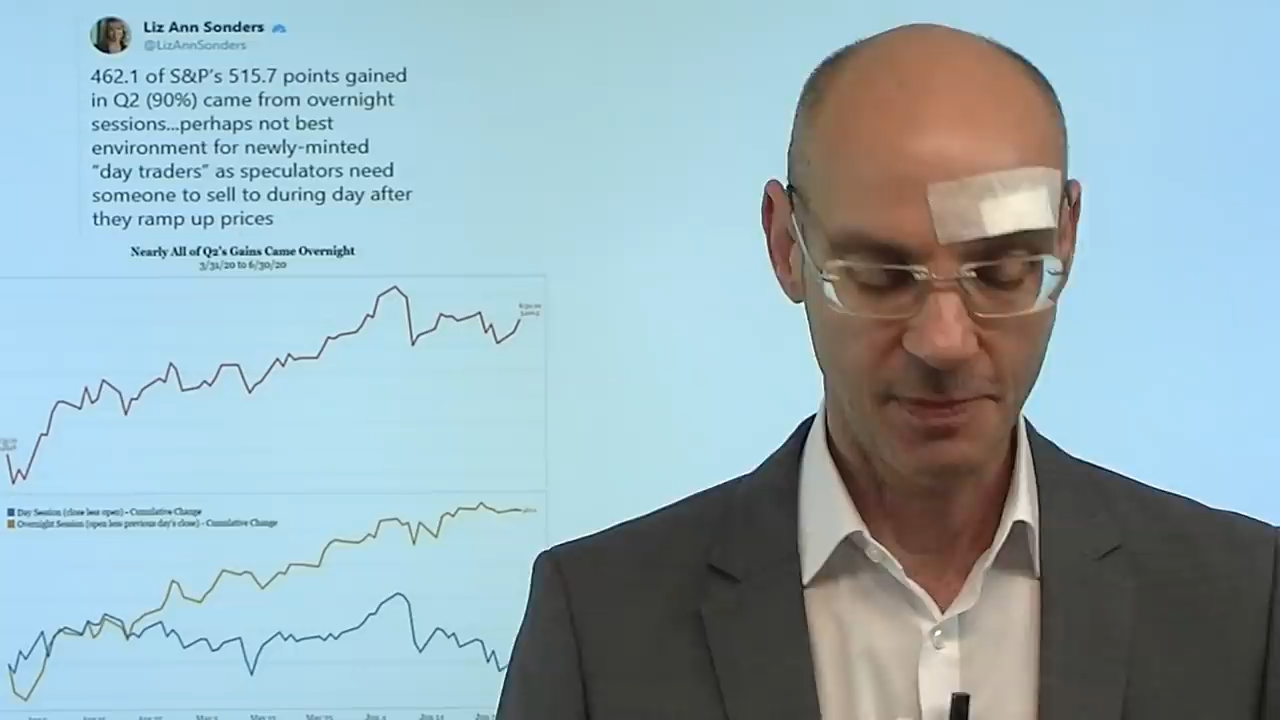 Liz Ann Sonders
@LizAnnSonders
462.1 of S&P's 515.7 points gained
in Q2 (90%) came from overnight
sessions...perhaps not best
environment for newly-minted
"day traders" as speculators need
someone to sell to during day after
they ramp up prices
Nearly All of Q2's Gains Came Overnight
3/31/20 to 6/30/20
Day Session (close less open) - Cumulative Change
Overnight Session (open less previous day's close) - Cumulative Change